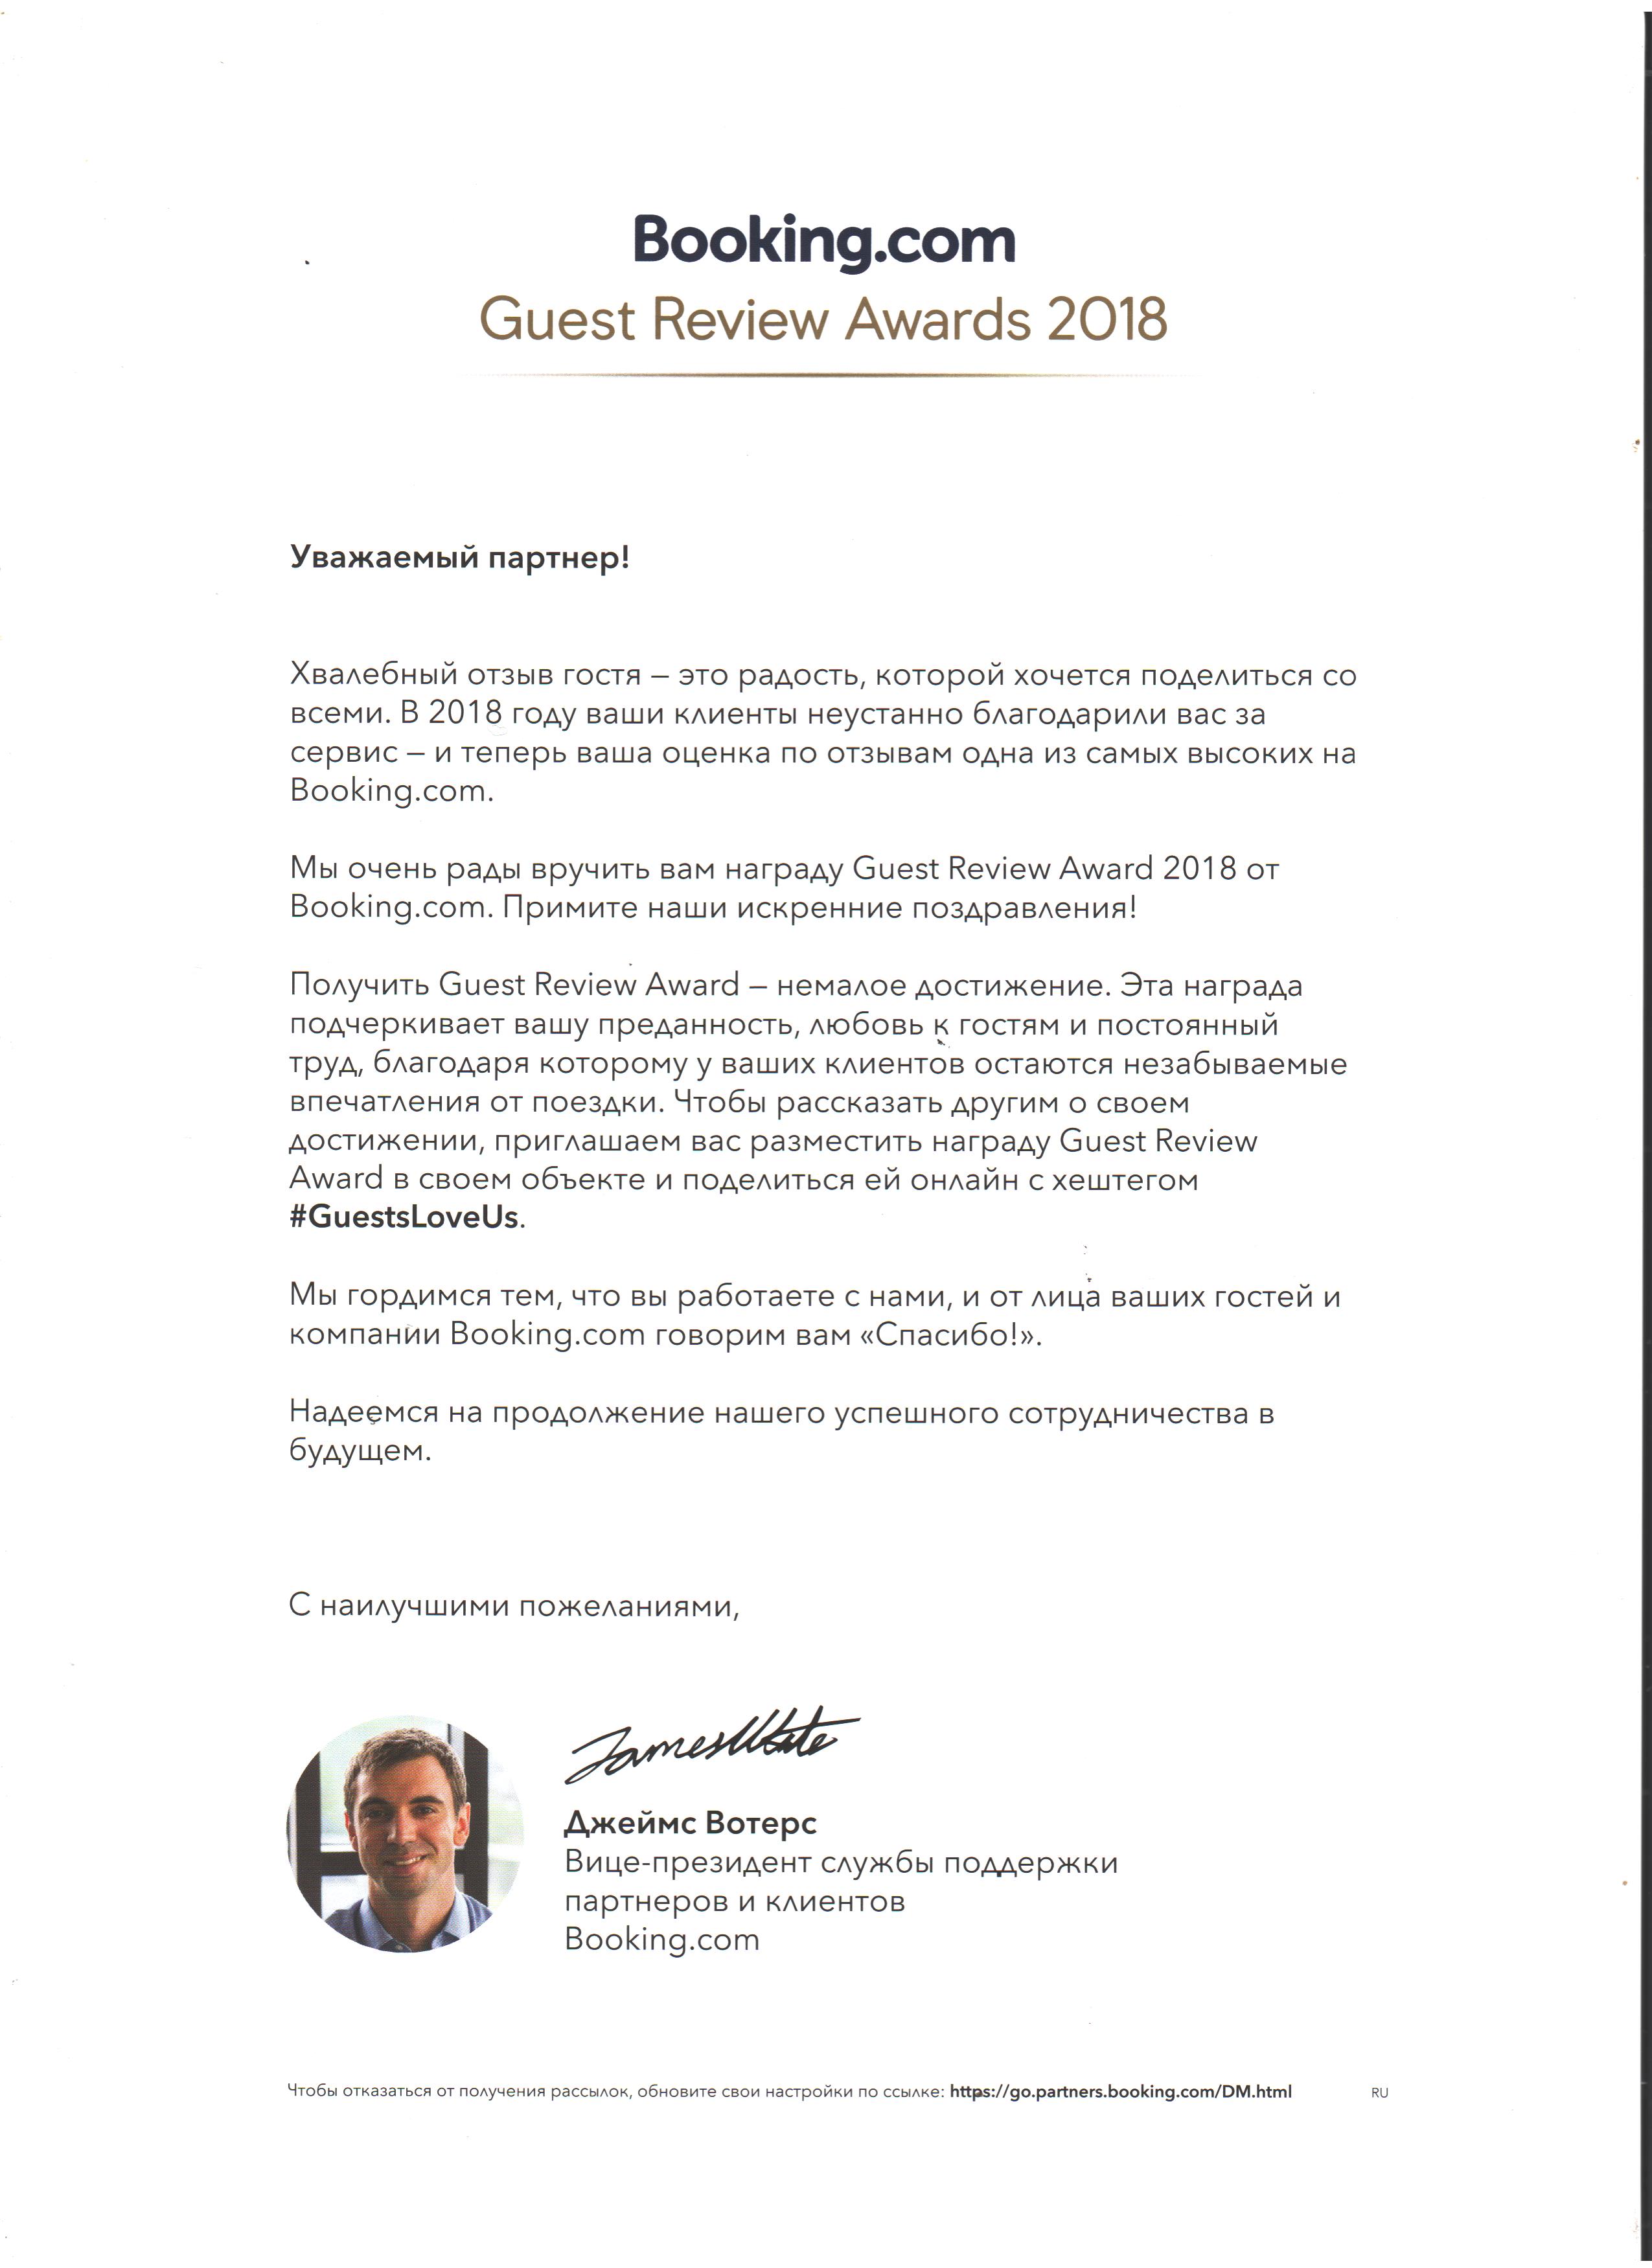 Booking.com
Guest Review Awards 2018
Уважаемый партнер!
Хвалебный отзыв гостя – это радость, которой хочется поделиться со
всеми. В 2018 году ваши клиенты неустанно благодарили вас за
сервис – и теперь ваша оценка по отзывам одна из самых высоких на
Booking.com.
Мы очень рады вручить вам награду Guest Review Award 2018 от
Booking.com. Примите наши искренние поздравления!
Получить Guest Review Award – немалое достижение. Эта награда
подчеркивает вашу преданность, любовь к гостям и постоянный
труд, благодаря которому у ваших клиентов остаются незабываемые
впечатления от поездки. Чтобы рассказать другим о своем
достижении, приглашаем вас разместить награду Guest Review
Award в своем объекте и поделиться ей онлайн с хештегом
#GuestsLoveUs.
Мы гордимся тем, что вы работаете с нами, и от лица ваших гостей и
компании Booking.com говорим вам «Спасибо!».
Надеемся на продолжение нашего успешного сотрудничества в
будущем.
С наилучшими пожеланиями,
James
Джеймс Вотерс
Вице-президент службы поддержки
партнеров и клиентов
Booking.com
Чтобы отказаться от получения рассылок, обновите свои настройки по ссылке: https://go.partners.booking.com/DM.html RU